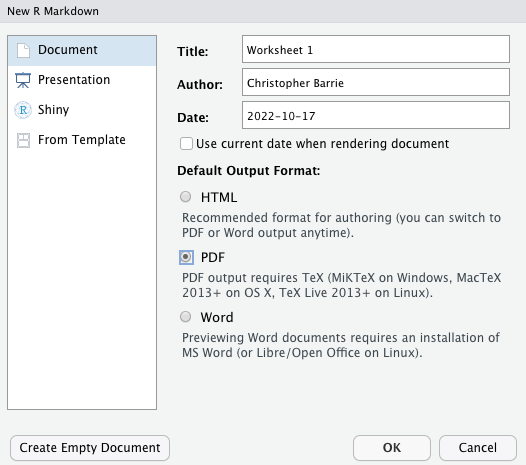 New R Markdown
Document
Presentation
R Shiny
From Template
Title: Worksheet 1
Author: Christopher Barrie
Date: 2022-10-17
Use current date when rendering document
Default Output Format:
HTML
Recommended format for authoring (you can switch to
PDF or Word output anytime).
PDF
PDF output requires TeX (MiKTeX on Windows, MacTeX
2013+ on OS X, TeX Live 2013+ on Linux).
Word
Previewing Word documents requires an installation of
MS Word (or Libre/Open Office on Linux).
Create Empty Document OK Cancel